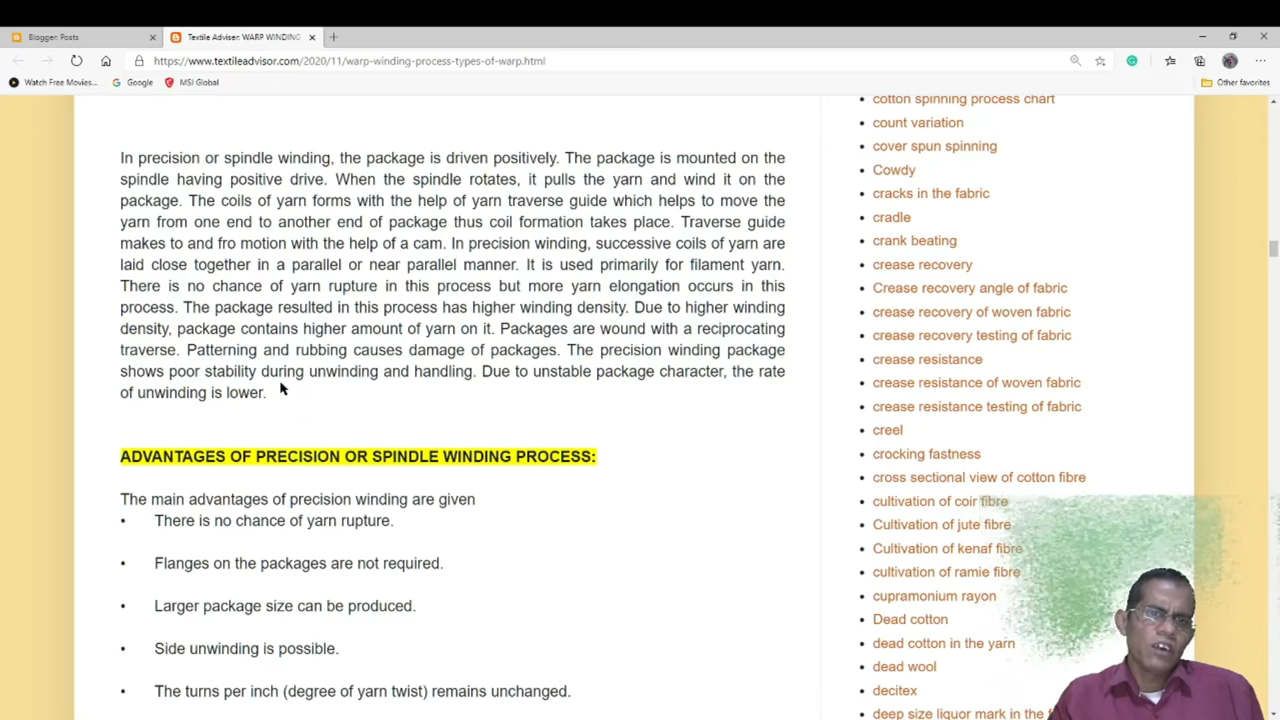 Blogger: Posts
Textile Adviser: WARP WINDING
https://www.textileadvisor.com/2020/11/warp-winding-process-types-of-warp.html
Watch Free Movies...
Google
MSI Global
Other favorites
In precision or spindle winding, the package is driven positively. The package is mounted on the
spindle having positive drive. When the spindle rotates, it pulls the yarn and wind it on the
package. The coils of yarn forms with the help of yarn traverse guide which helps to move the
yarn from one end to another end of package thus coil formation takes place. Traverse guide
makes to and fro motion with the help of a cam. In precision winding, successive coils of yarn are
laid close together in a parallel or near parallel manner. It is used primarily for filament yarn.
There is no chance of yarn rupture in this process but more yarn elongation occurs in this
process. The package resulted in this process has higher winding density. Due to higher winding
density, package contains higher amount of yarn on it. Packages are wound with a reciprocating
traverse. Patterning and rubbing causes damage of packages. The precision winding package
shows poor stability during unwinding and handling. Due to unstable package character, the rate
of unwinding is lower.
ADVANTAGES OF PRECISION OR SPINDLE WINDING PROCESS:
The main advantages of precision winding are given
• There is no chance of yarn rupture.
• Flanges on the packages are not required.
• Larger package size can be produced.
• Side unwinding is possible.
• The turns per inch (degree of yarn twist) remains unchanged.
cotton spinning process chart
count variation
cover spun spinning
Cowdy
cracks in the fabric
cradle
crank beating
crease recovery
Crease recovery angle of fabric
crease recovery of woven fabric
crease recovery testing of fabric
crease resistance
crease resistance of woven fabric
crease resistance testing of fabric
creel
crocking fastness
cross sectional view of cotton fibre
cultivation of coir fibre
Cultivation of jute fibre
Cultivation of kenaf fibre
cultivation of ramie fibre
cupramonium rayon
Dead cotton
dead cotton in the yarn
dead wool
decitex
deep size liquor mark in the f